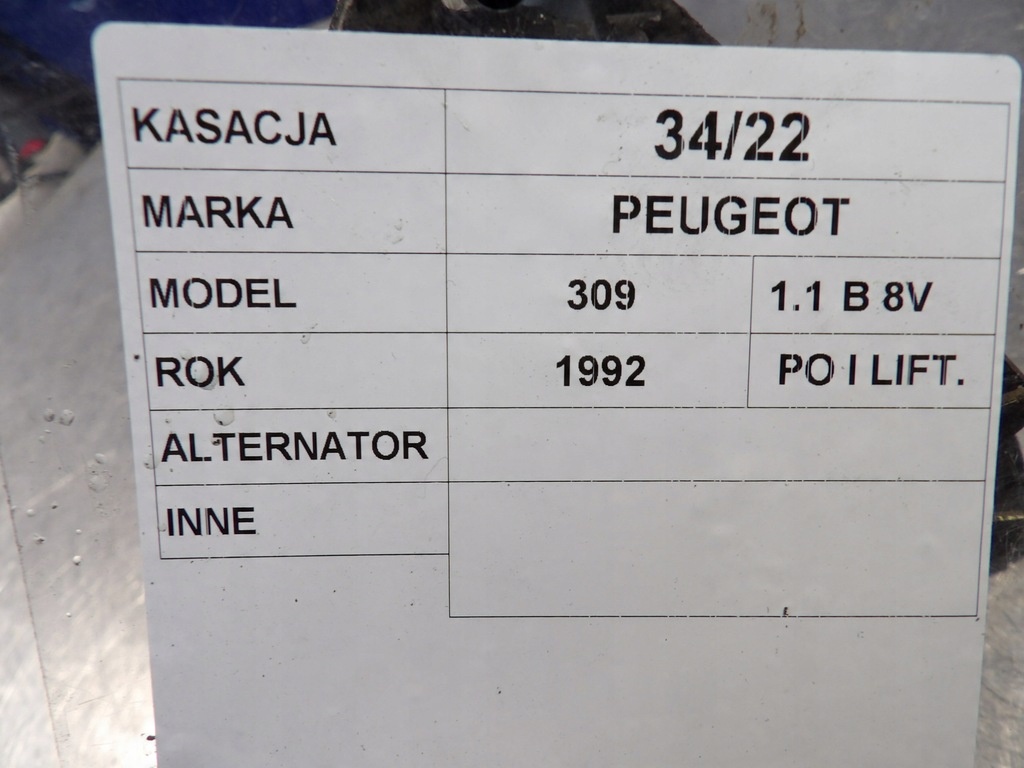 KASACJA 34/22
MARKA PEUGEOT
MODEL 309 1.1 B 8V
ROK 1992 PO I LIFT.
ALTERNATOR
INNE